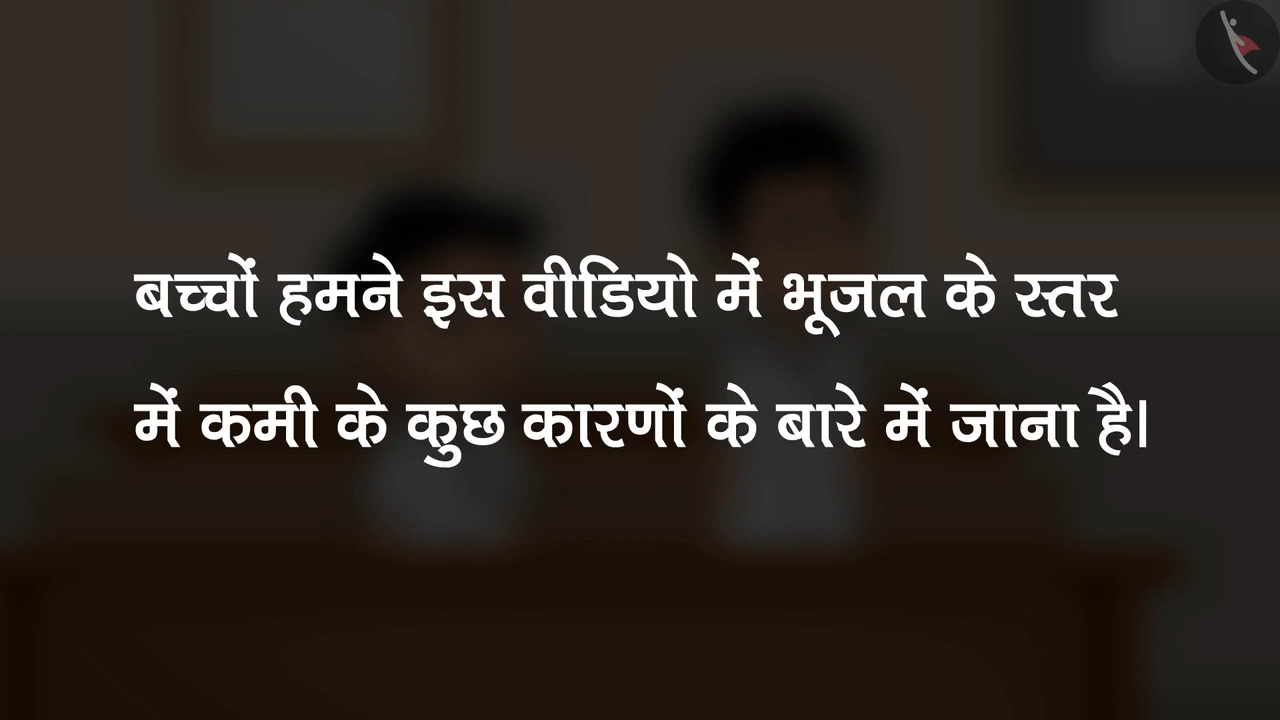 बच्चों हमने इस वीडियो में भूजल के स्तर
में कमी के कुछ कारणों के बारे में जाना है।